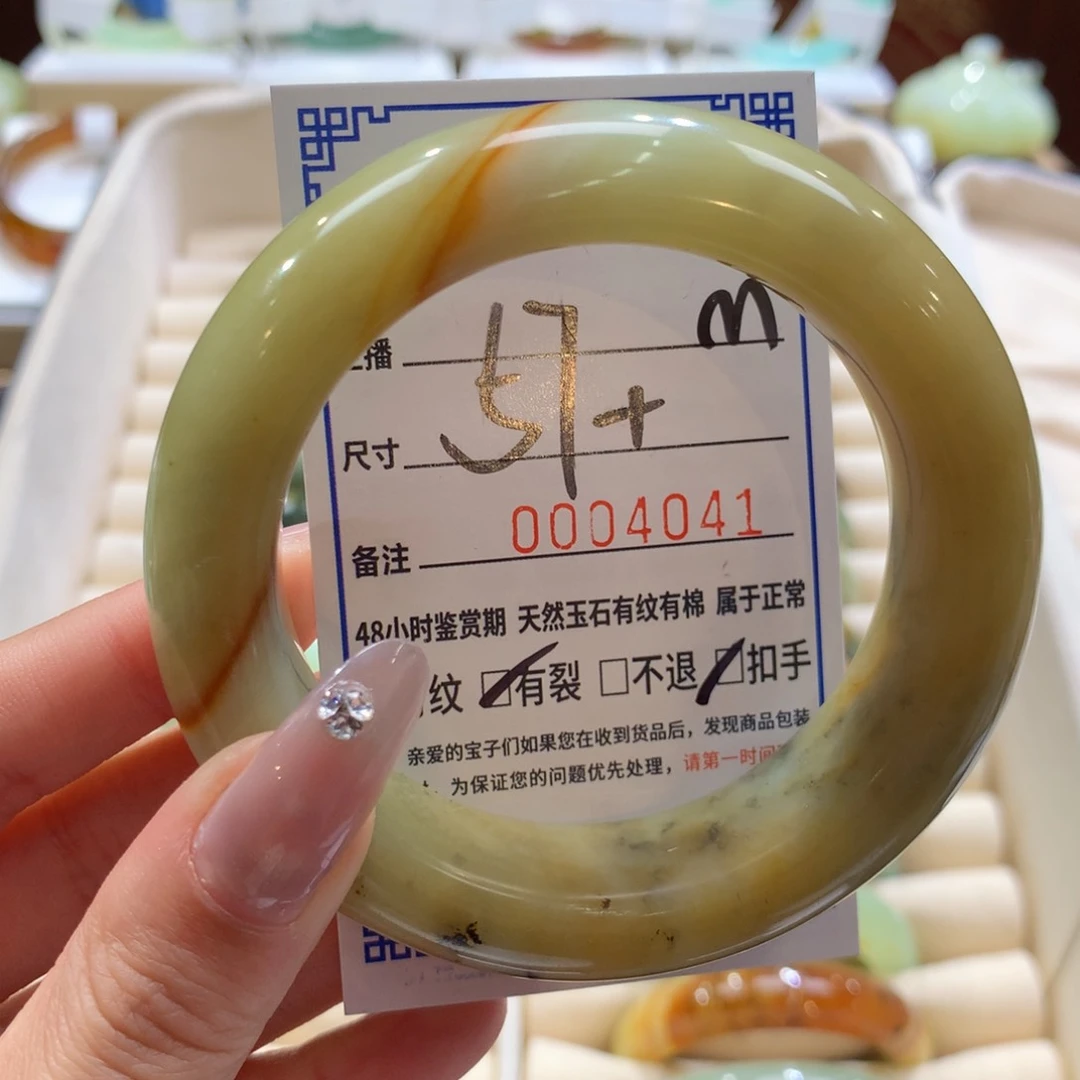 播 m
尺寸 57+
备注 0004041
48小时鉴赏期 天然玉石有纹有棉 属于正常
纹 ☑有裂 □不退 ☑扣手
亲爱的宝子们如果您在收到货品后，发现商品包装
为保证您的问题优先处理，请第一时间